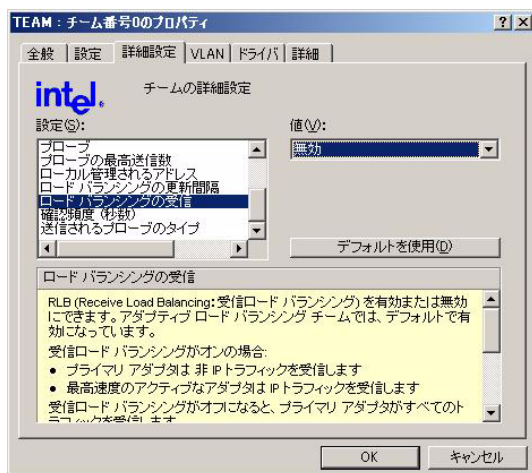 TEAM : チーム番号0のプロパティ
全般
設定
詳細設定
VLAN
ドライバ
詳細
intel.
チームの詳細設定
設定(S):
値(V):
プローブ
プローブの最高送信数
ローカル管理されるアドレス
ロード バランシングの更新間隔
ロード バランシングの受信
確認頻度 (秒数)
送信されるプローブのタイプ
無効
デフォルトを使用(D)
ロード バランシングの受信
RLB (Receive Load Balancing: 受信ロード バランシング) を有効または無効
にできます。アダプティブ ロード バランシング チームでは、デフォルトで有
効になっています。
受信ロード バランシングがオンの場合:
• プライマリ アダプタは 非 IP トラフィックを受信します
• 最高速度のアクティブなアダプタは IP トラフィックを受信します
受信ロード バランシングがオフになると、プライマリ アダプタがすべてのト
ラフィックを受信します
OK
キャンセル